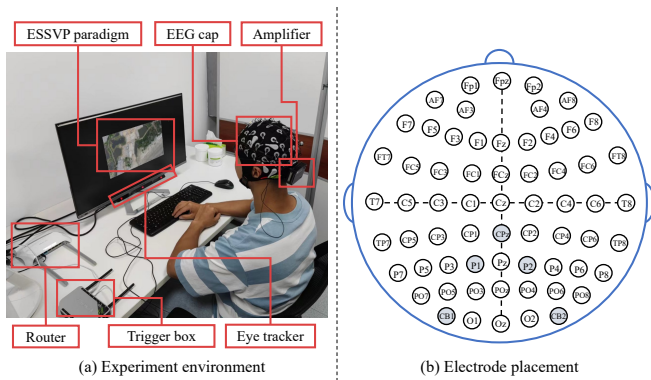 ESSVP paradigm EEG cap Amplifier
Router Trigger box Eye tracker
(a) Experiment environment
Fp1 Fpz Fp2
AF7 AF3 AF4 AF8
F7 F5 F3 F1 Fz F2 F4 F6 F8
FT7 FC5 FC3 FC1 FCz FC2 FC4 FC6 FT8
T7 C5 C3 C1 Cz C2 C4 C6 T8
TP7 CP5 CP3 CP1 CPz CP2 CP4 CP6 TP8
P7 P5 P3 P1 Pz P2 P4 P6 P8
PO7 PO5 PO3 POz PO4 PO6 PO8
CB1 O1 Oz O2 CB2
(b) Electrode placement